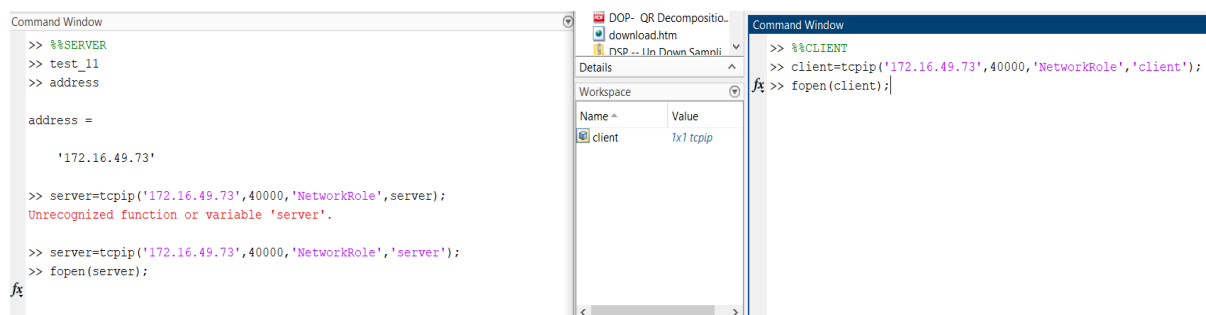 Command Window
>> %%SERVER
>> test_11
>> address
address =
'172.16.49.73'
>> server=tcpip('172.16.49.73',40000,'NetworkRole',server);
Unrecognized function or variable 'server'.
>> server=tcpip('172.16.49.73',40000,'NetworkRole','server');
>> fopen(server);
fx
DOP- QR Decompositio...
download.htm
DSP -- Up Down Sampli
Details
Workspace
Name Value
client 1x1 tcpip
Command Window
>> %%CLIENT
>> client=tcpip('172.16.49.73',40000,'NetworkRole','client');
fx >> fopen(client);